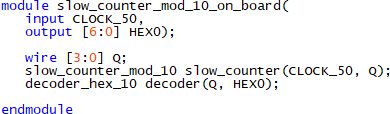 module slow_counter_mod_10_on_board(
    input CLOCK_50,
    output [6:0] HEX0);

    wire [3:0] Q;
    slow_counter_mod_10 slow_counter(CLOCK_50, Q);
    decoder_hex_10 decoder(Q, HEX0);

endmodule